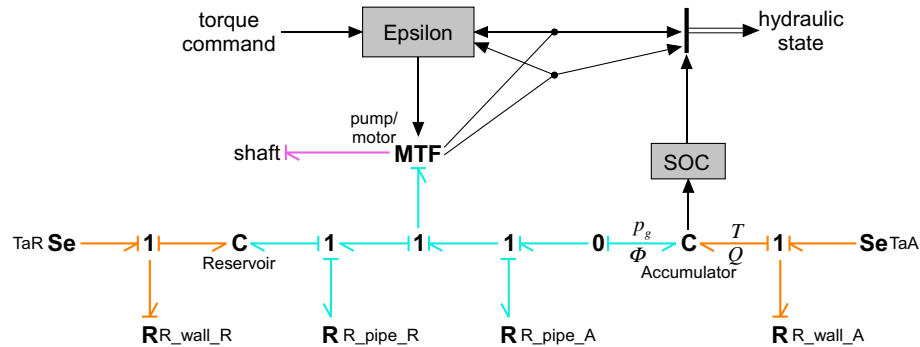 torque
command
Epsilon
hydraulic
state
pump/
motor
shaft
MTF
SOC
TaR Se 1 C 1 1 1 0 p_g Φ C T Q 1 Se TaA
Reservoir
Accumulator
R R_wall_R
R R_pipe_R
R R_pipe_A
R R_wall_A